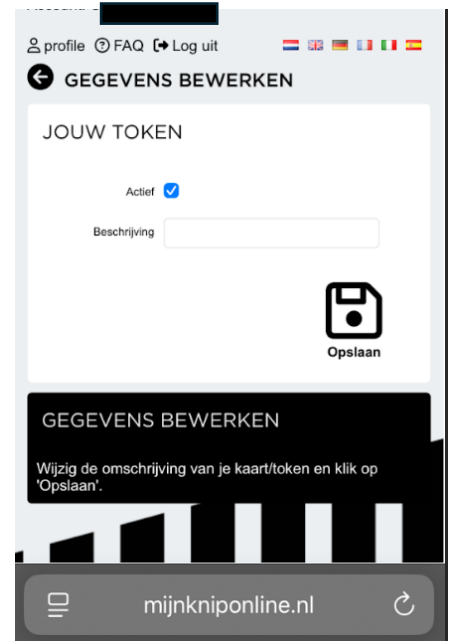 profile FAQ Log uit
GEGEVENS BEWERKEN
JOUW TOKEN
Actief
Beschrijving
Opslaan
GEGEVENS BEWERKEN
Wijzig de omschrijving van je kaart/token en klik op
'Opslaan'.
mijnkniponline.nl